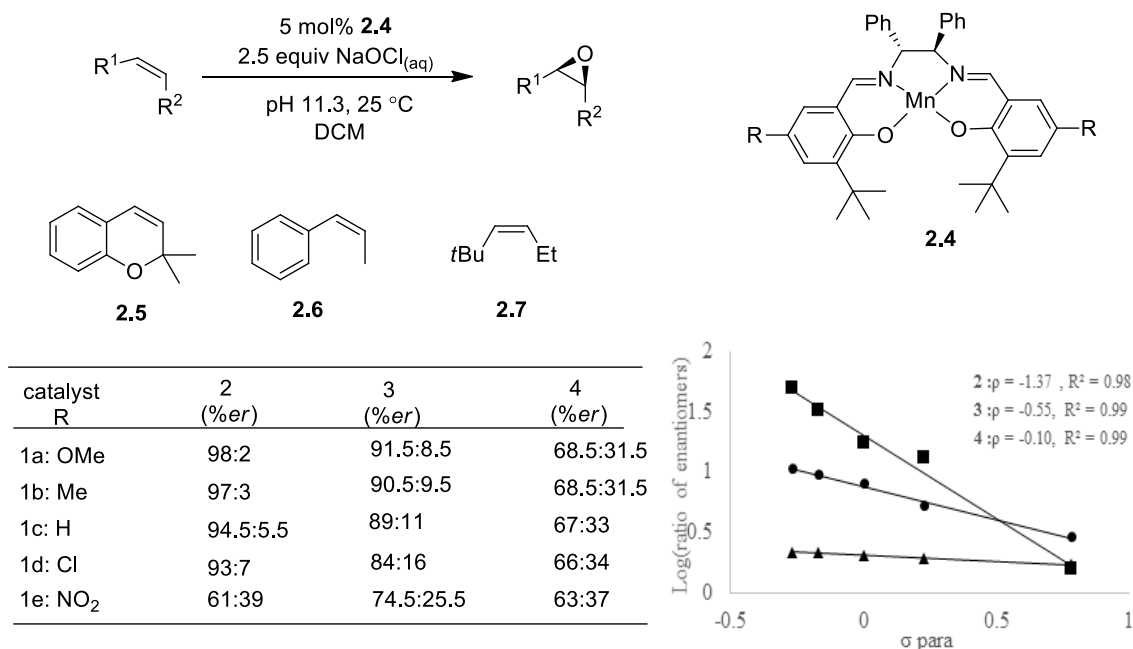 5 mol% 2.4
2.5 equiv NaOCl(aq)
pH 11.3, 25 °C
DCM
R1
R2
O
R1
R2
Ph
Ph
N
N
Mn
R
O
O
R
2.4
O
2.5
2.6
tBu
Et
2.7
catalyst R 2 (%er) 3 (%er) 4 (%er)
1a: OMe 98:2 91.5:8.5 68.5:31.5
1b: Me 97:3 90.5:9.5 68.5:31.5
1c: H 94.5:5.5 89:11 67:33
1d: Cl 93:7 84:16 66:34
1e: NO2 61:39 74.5:25.5 63:37
Log(ratio of enantiomers)
2
1.5
1
0.5
0
2 :ρ = -1.37 , R² = 0.98
3 :ρ = -0.55, R² = 0.99
4 :ρ = -0.10, R² = 0.99
-0.5 0 0.5 1
σ para